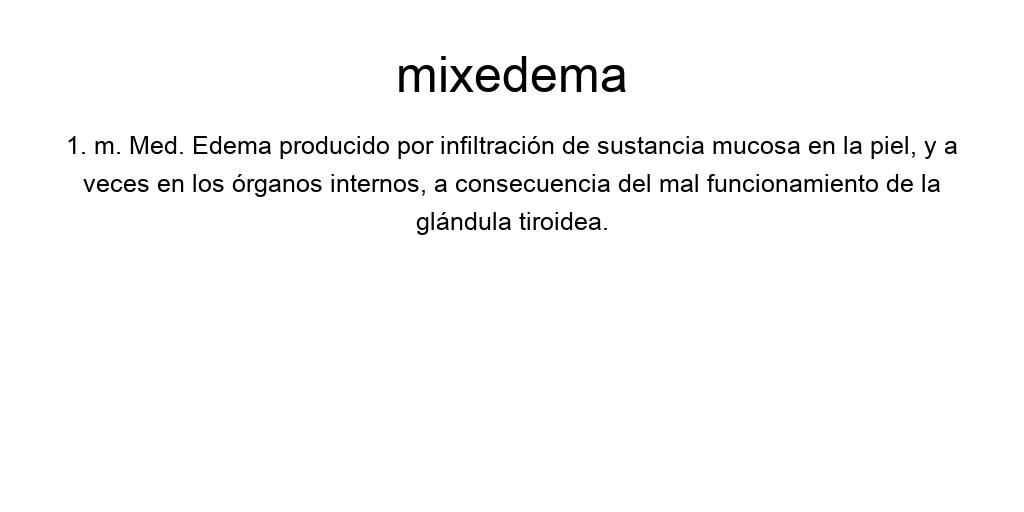 mixedema
1. m. Med. Edema producido por infiltración de sustancia mucosa en la piel, y a
veces en los órganos internos, a consecuencia del mal funcionamiento de la
glándula tiroidea.